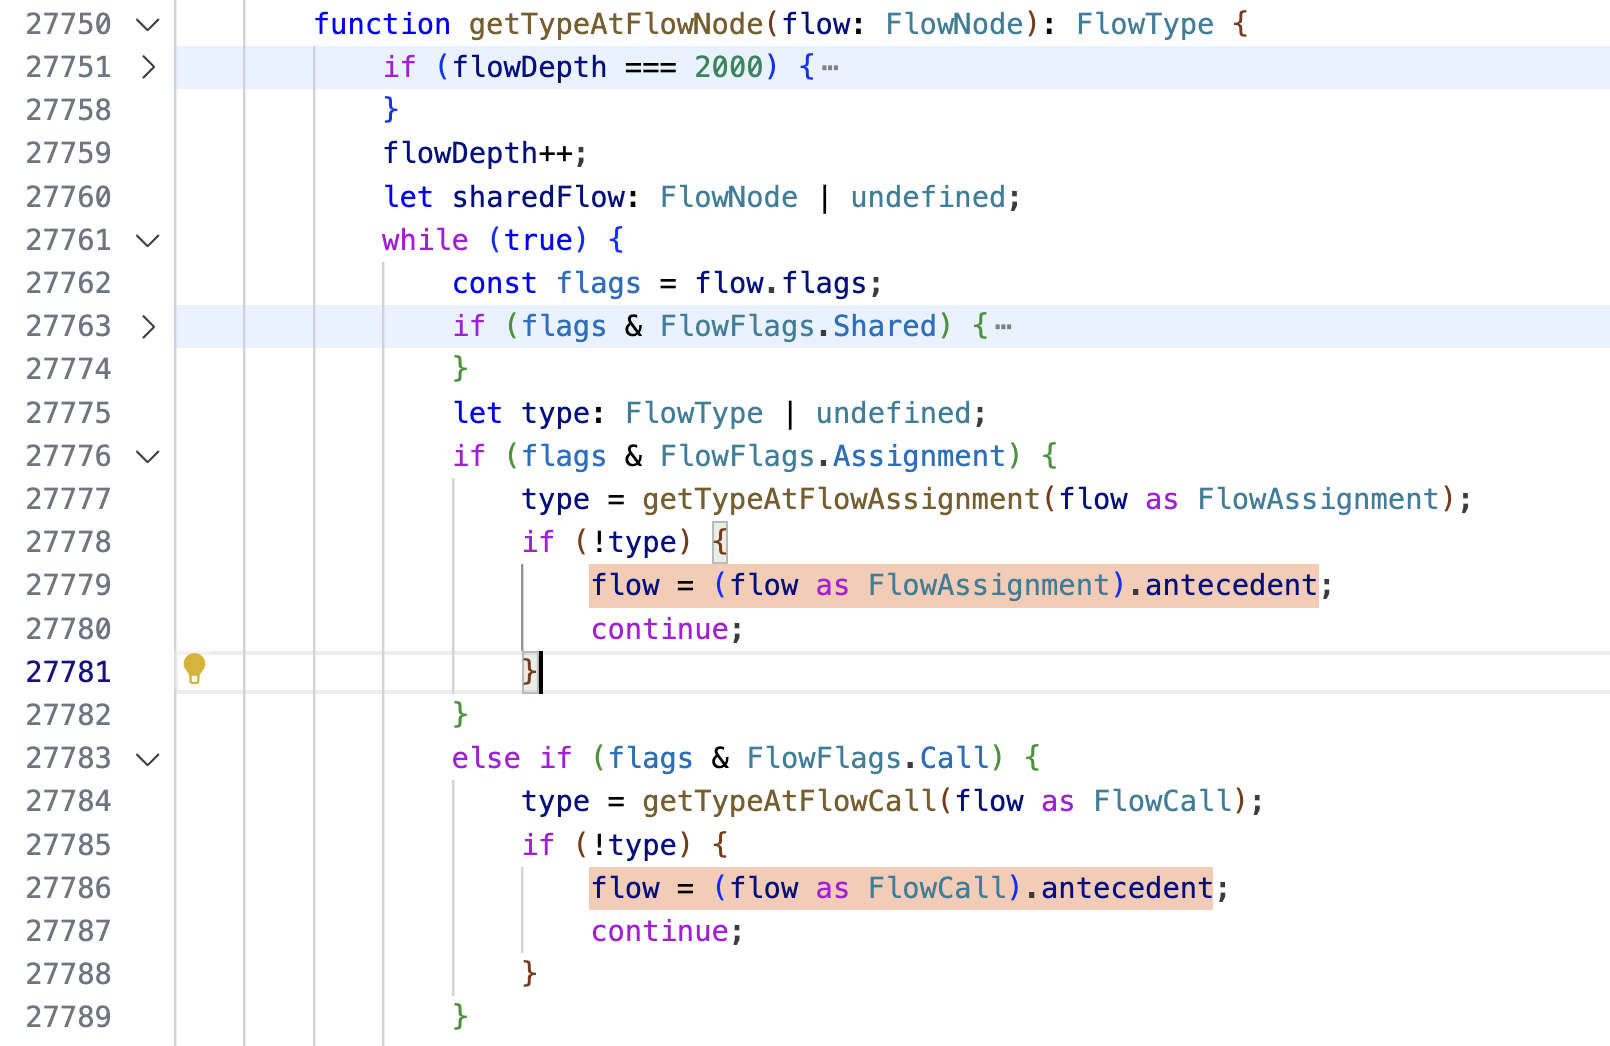 27750 function getTypeAtFlowNode(flow: FlowNode): FlowType {
27751 if (flowDepth === 2000) {⋯
27758 }
27759 flowDepth++;
27760 let sharedFlow: FlowNode | undefined;
27761 while (true) {
27762 const flags = flow.flags;
27763 if (flags & FlowFlags.Shared) {⋯
27774 }
27775 let type: FlowType | undefined;
27776 if (flags & FlowFlags.Assignment) {
27777 type = getTypeAtFlowAssignment(flow as FlowAssignment);
27778 if (!type) {
27779 flow = (flow as FlowAssignment).antecedent;
27780 continue;
27781 }
27782 }
27783 else if (flags & FlowFlags.Call) {
27784 type = getTypeAtFlowCall(flow as FlowCall);
27785 if (!type) {
27786 flow = (flow as FlowCall).antecedent;
27787 continue;
27788 }
27789 }